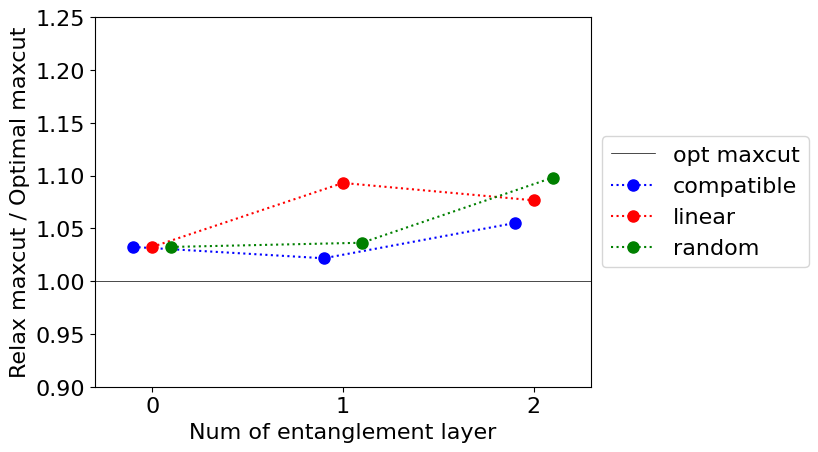 Relax maxcut / Optimal maxcut
1.25
1.20
1.15
1.10
1.05
1.00
0.95
0.90
0 1 2
Num of entanglement layer
opt maxcut
compatible
linear
random